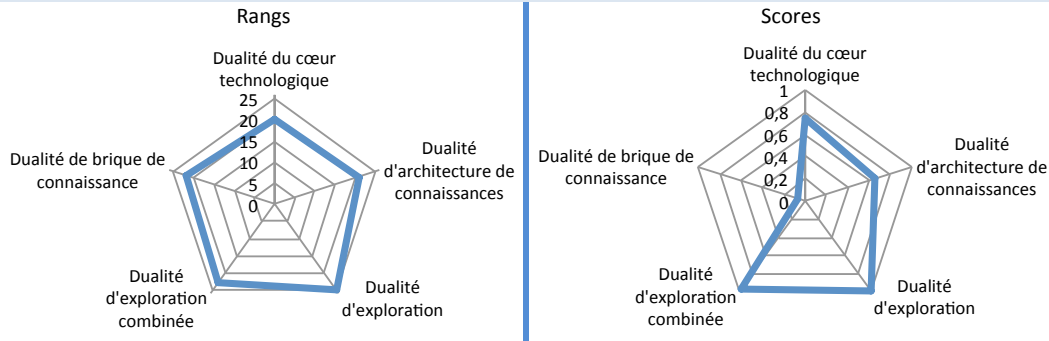 Rangs
Dualité du cœur
technologique
25
20
15
10
5
0
Dualité
d'architecture de
connaissances
Dualité
d'exploration
Dualité
d'exploration
combinée
Dualité de brique de
connaissance
Scores
Dualité du cœur
technologique
1
0,8
0,6
0,4
0,2
0
Dualité
d'architecture de
connaissances
Dualité
d'exploration
Dualité
d'exploration
combinée
Dualité de brique de
connaissance